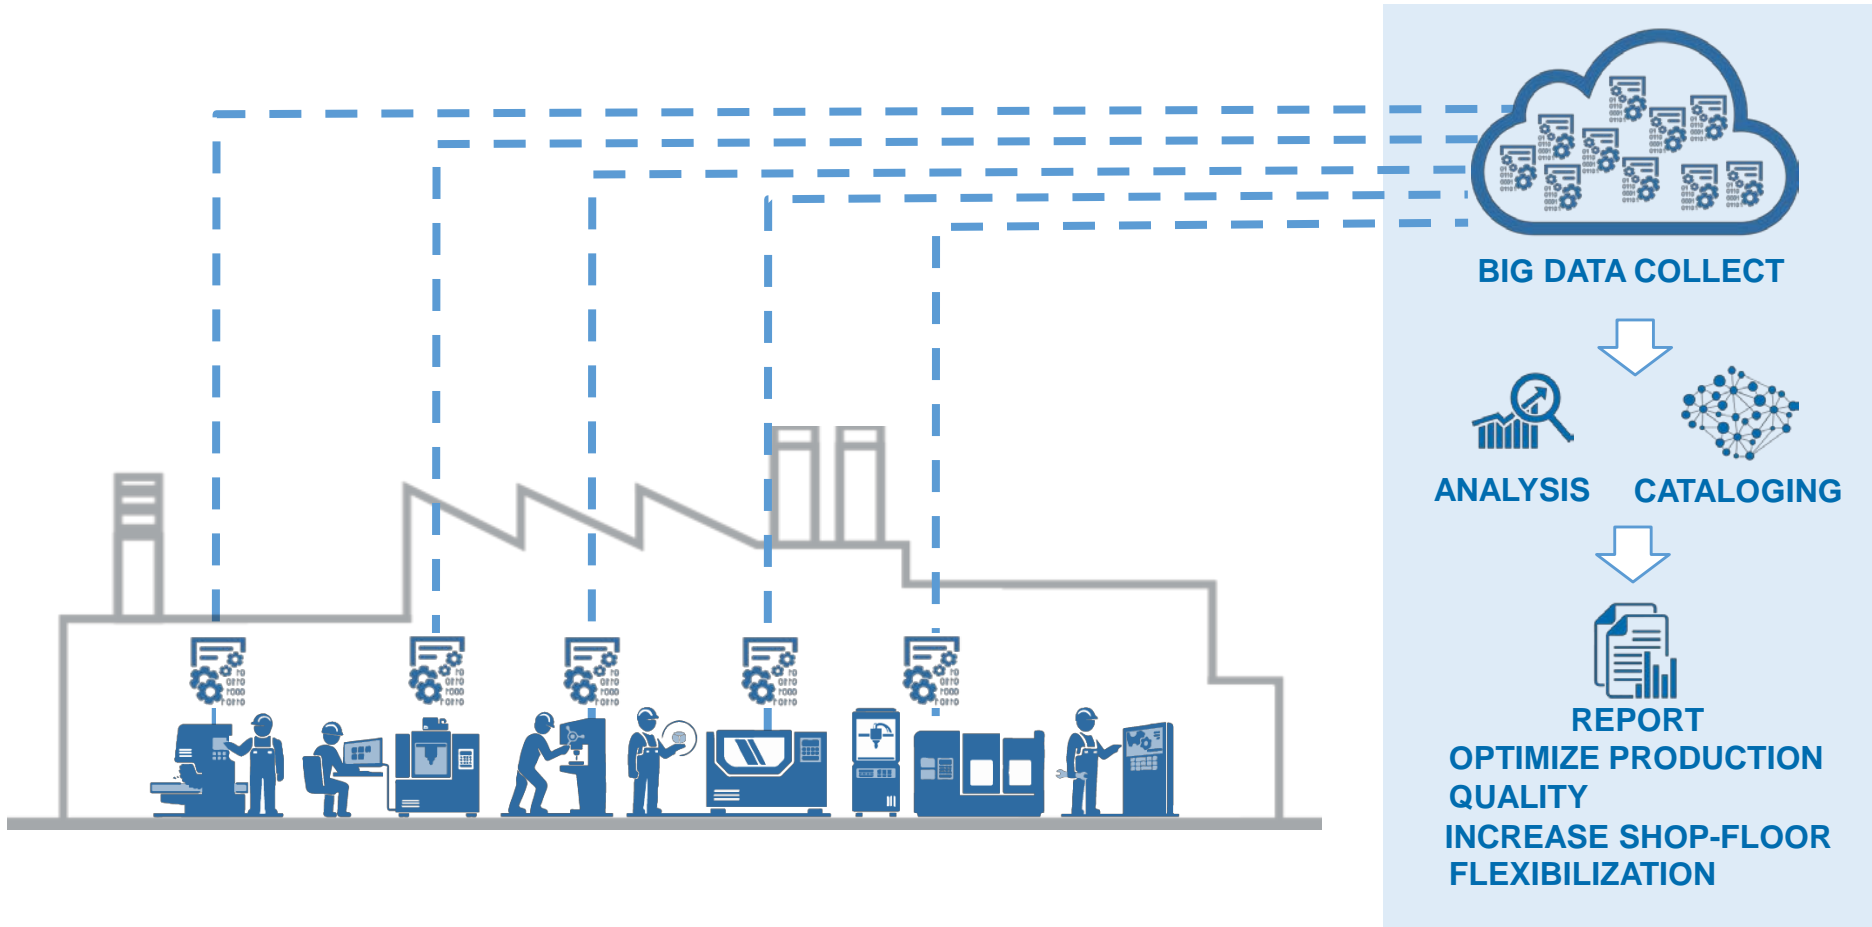 BIG DATA COLLECT
ANALYSIS
CATALOGING
REPORT
OPTIMIZE PRODUCTION
QUALITY
INCREASE SHOP-FLOOR
FLEXIBILIZATION